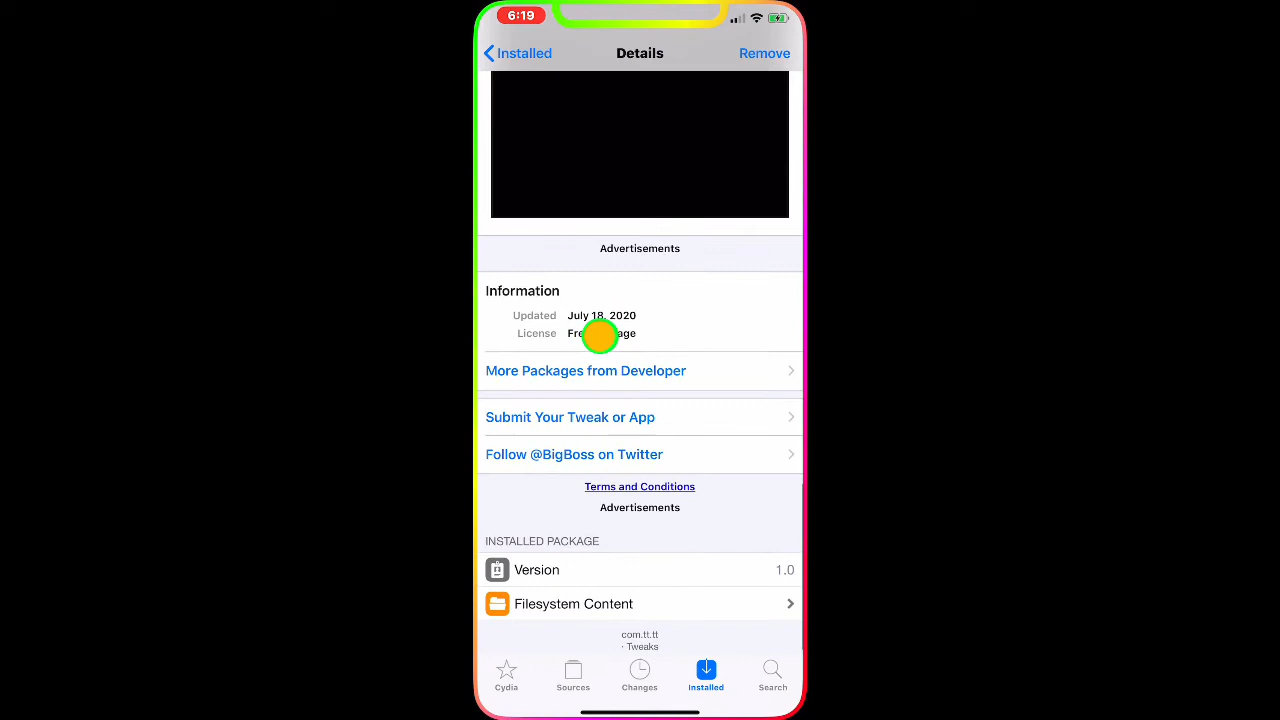 6:19
Installed
Details
Remove
Advertisements
Information
Updated July 18, 2020
License
More Packages from Developer
Submit Your Tweak or App
Follow @BigBoss on Twitter
Terms and Conditions
Advertisements
INSTALLED PACKAGE
Version 1.0
Filesystem Content
com.tt.tt
· Tweaks
Cydia
Sources
Changes
Installed
Search